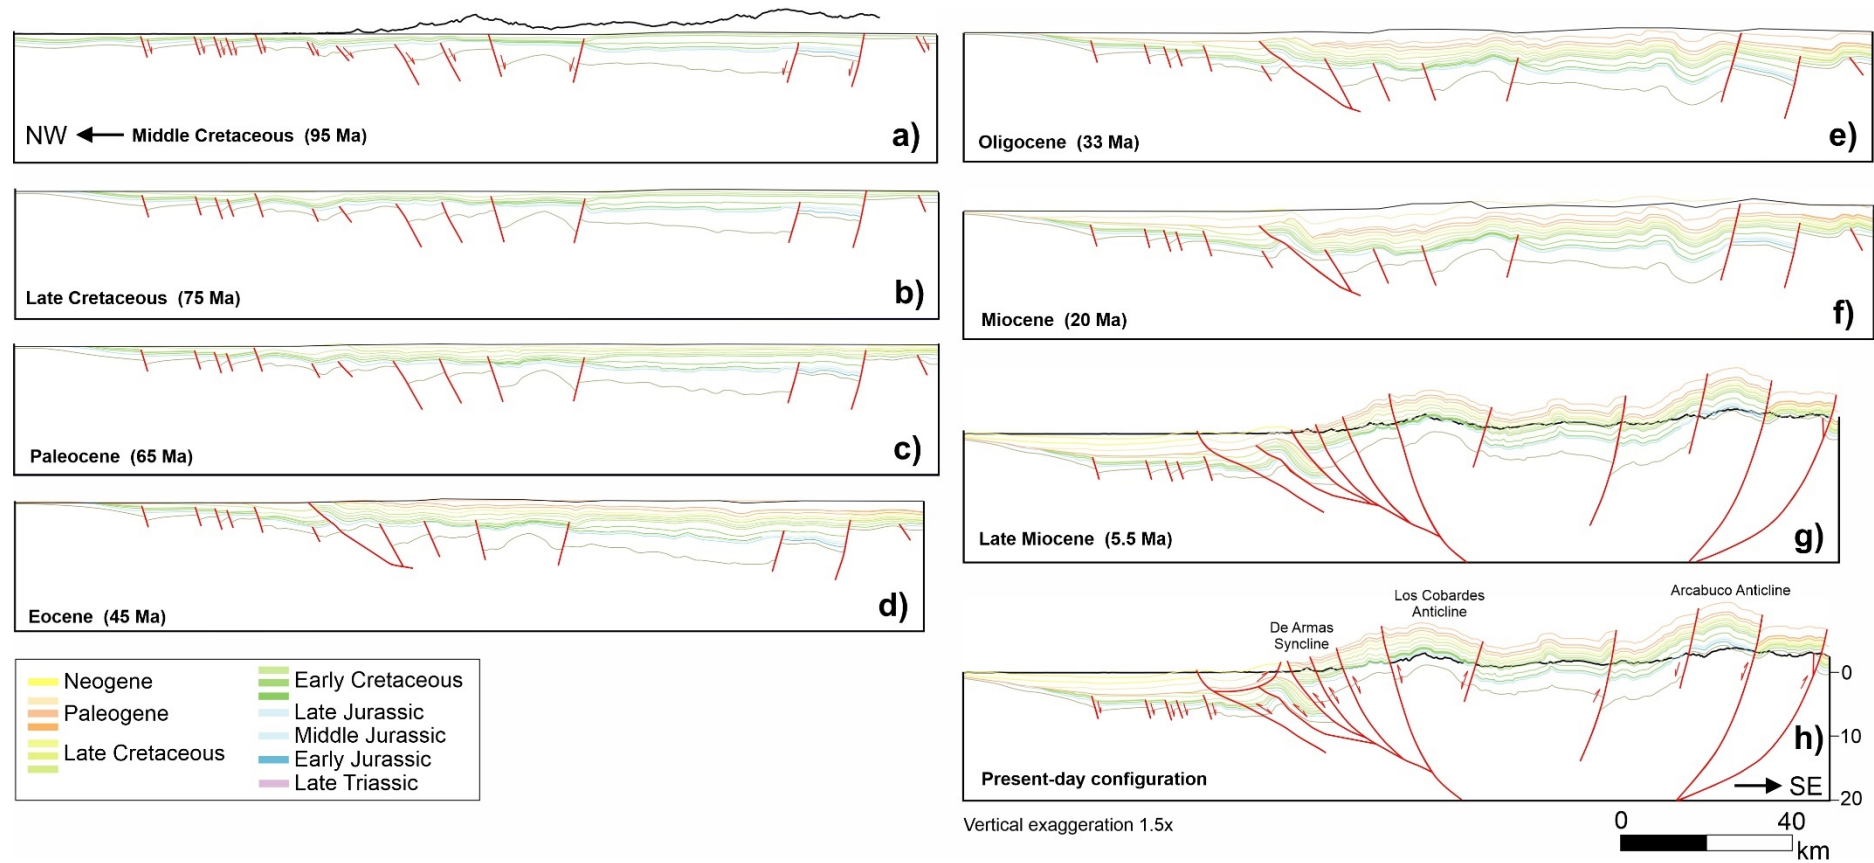 NW
Middle Cretaceous (95 Ma)
a)
Late Cretaceous (75 Ma)
b)
Paleocene (65 Ma)
c)
Eocene (45 Ma)
d)
Neogene
Paleogene
Late Cretaceous
Early Cretaceous
Late Jurassic
Middle Jurassic
Early Jurassic
Late Triassic
Oligocene (33 Ma)
e)
Miocene (20 Ma)
f)
Late Miocene (5.5 Ma)
g)
De Armas
Syncline
Los Cobardes
Anticline
Arcabuco Anticline
0
10
20
h)
Present-day configuration
SE
Vertical exaggeration 1.5x
0 40
km